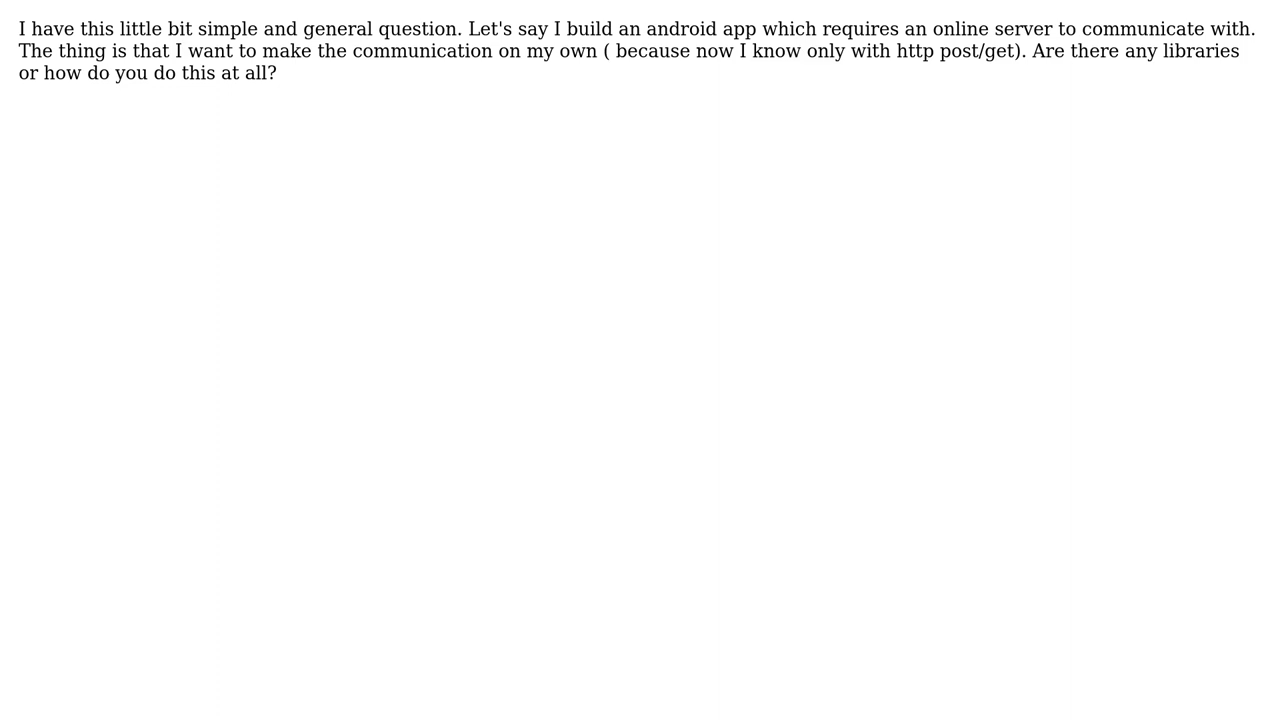 I have this little bit simple and general question. Let's say I build an android app which requires an online server to communicate with.
The thing is that I want to make the communication on my own ( because now I know only with http post/get). Are there any libraries
or how do you do this at all?